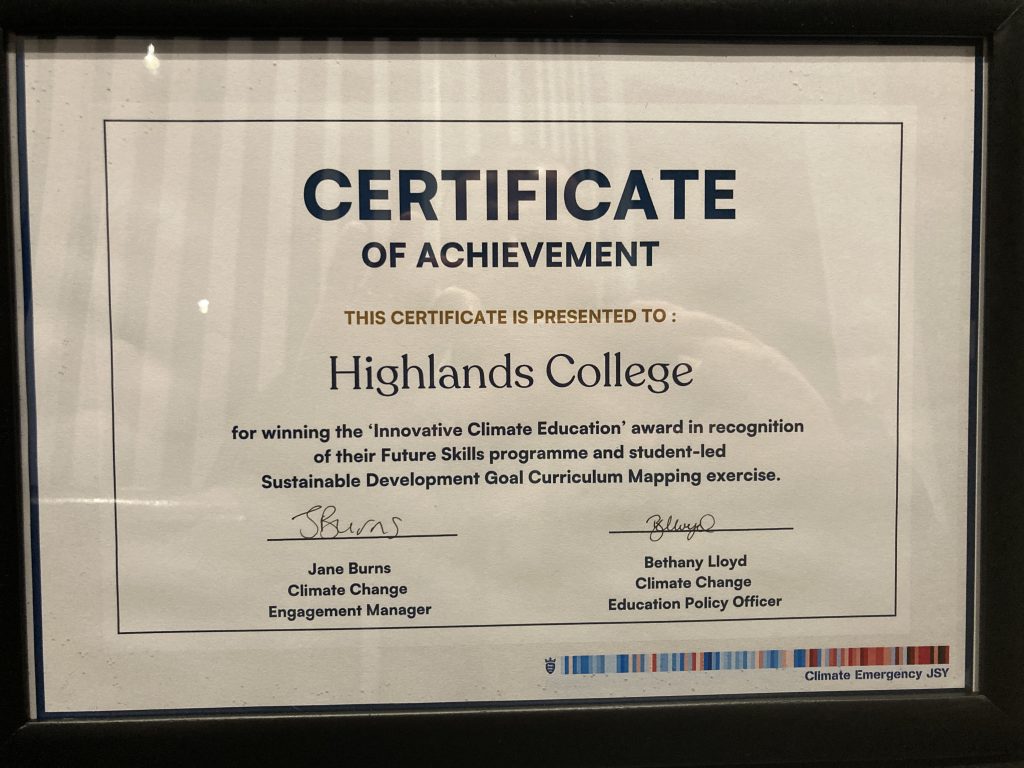 CERTIFICATE
OF ACHIEVEMENT
THIS CERTIFICATE IS PRESENTED TO :
Highlands College
for winning the ‘Innovative Climate Education’ award in recognition
of their Future Skills programme and student-led
Sustainable Development Goal Curriculum Mapping exercise.
JBurns
BLloyd
Jane Burns
Climate Change
Engagement Manager
Bethany Lloyd
Climate Change
Education Policy Officer
Climate Emergency JSY